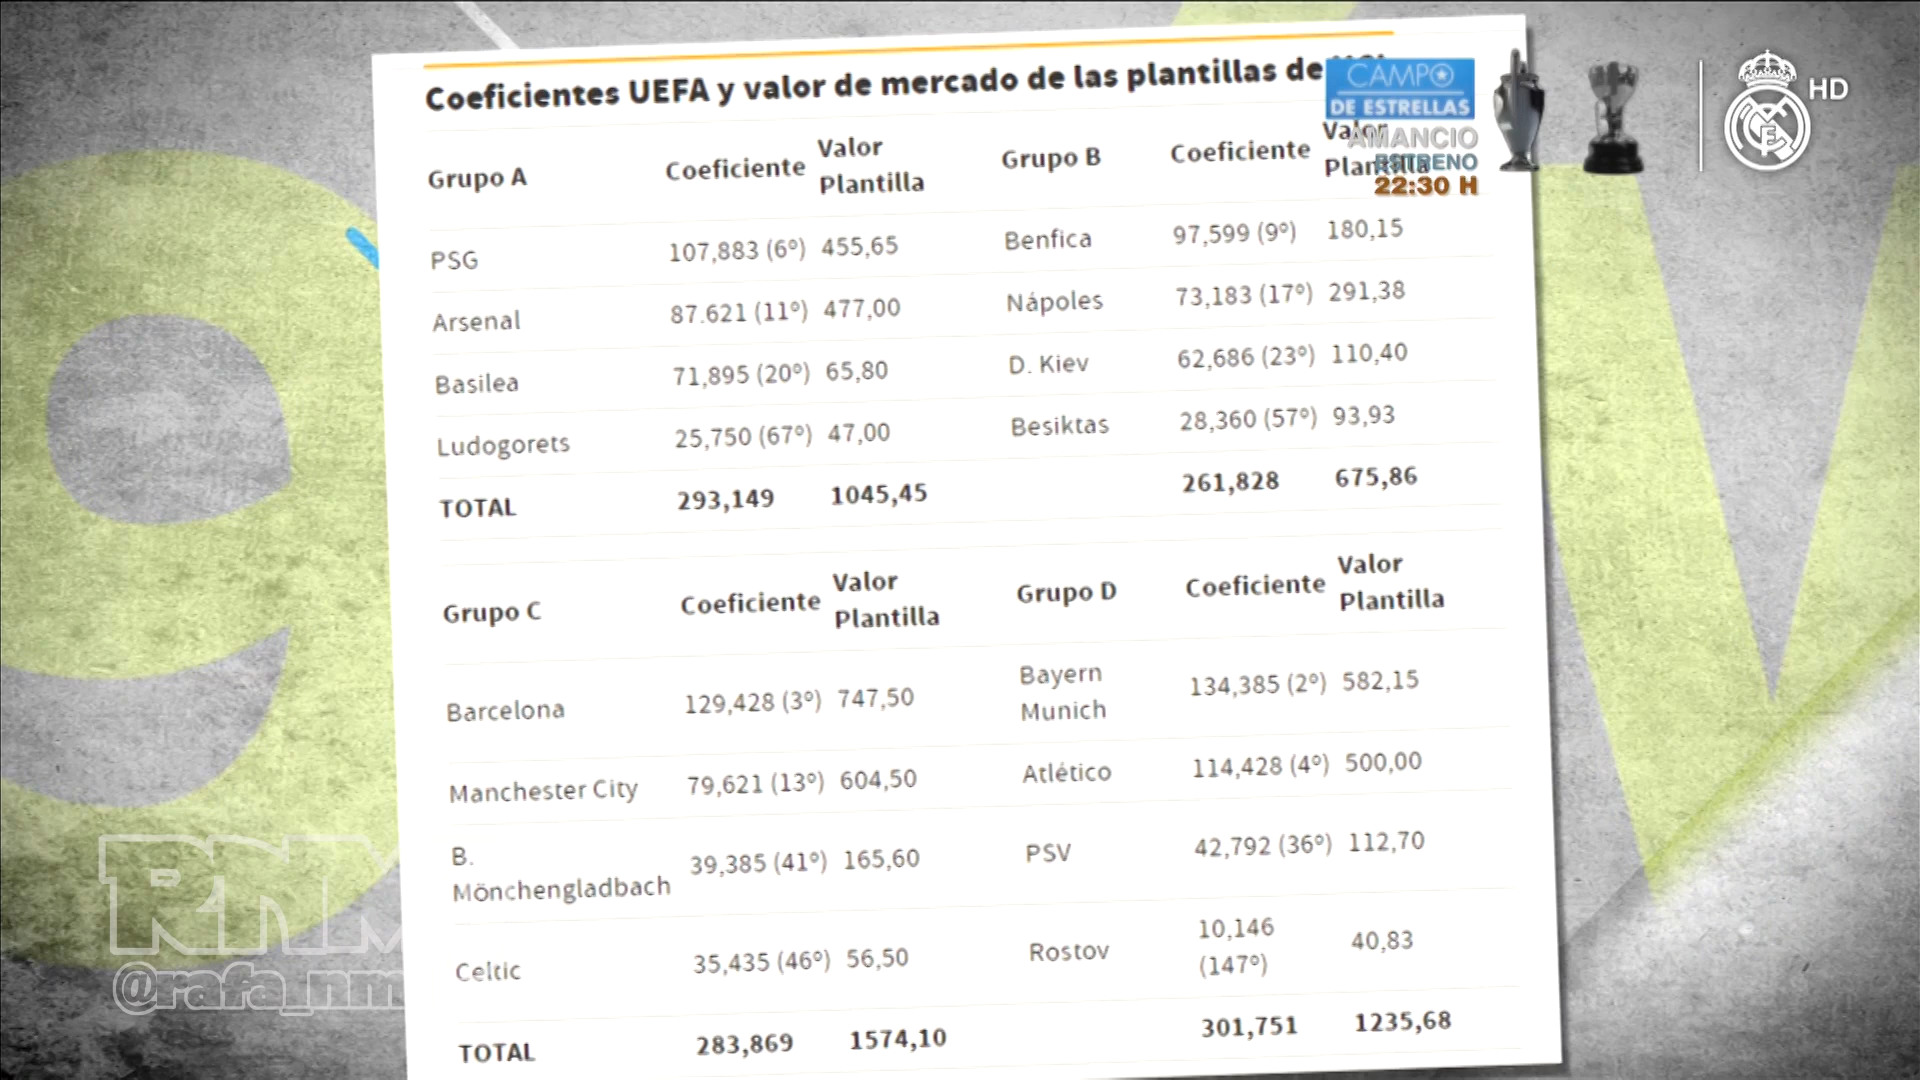 Coeficientes UEFA y valor de mercado de las plantillas de
CAMPO
DE ESTRELLAS
AMANCIO
ESTRENO
22:30 H
HD
Grupo A Coeficiente Valor Plantilla Grupo B Coeficiente Valor Plantilla
PSG 107,883 (6º) 455,65 Benfica 97,599 (9º) 180,15
Arsenal 87.621 (11º) 477,00 Nápoles 73,183 (17º) 291,38
Basilea 71,895 (20º) 65,80 D. Kiev 62,686 (23º) 110,40
Ludogorets 25,750 (67º) 47,00 Besiktas 28,360 (57º) 93,93
TOTAL 293,149 1045,45 261,828 675,86
Grupo C Coeficiente Valor Plantilla Grupo D Coeficiente Valor Plantilla
Barcelona 129,428 (3º) 747,50 Bayern Munich 134,385 (2º) 582,15
Manchester City 79,621 (13º) 604,50 Atlético 114,428 (4º) 500,00
B. Mönchengladbach 39,385 (41º) 165,60 PSV 42,792 (36º) 112,70
Celtic 35,435 (46º) 56,50 Rostov 10,146 (147º) 40,83
TOTAL 283,869 1574,10 301,751 1235,68
RNM
@rafa_nm